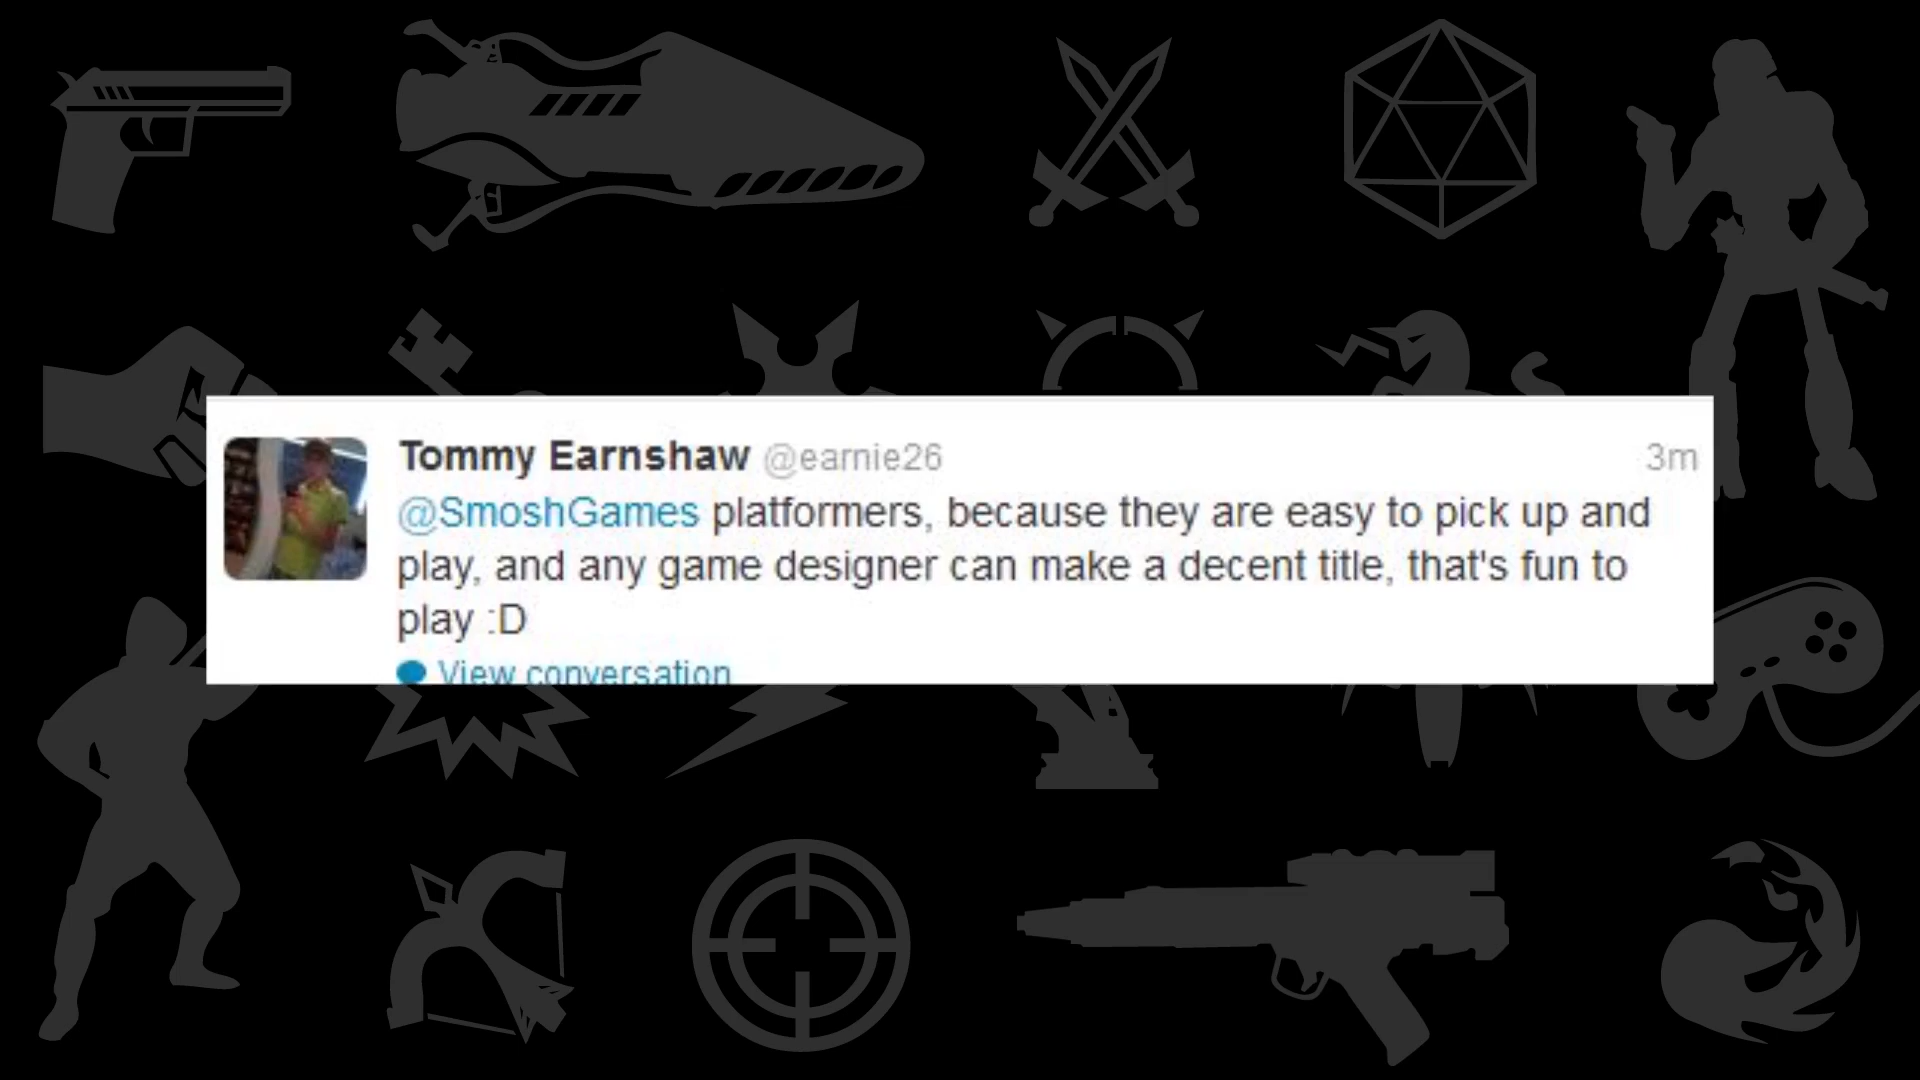 Tommy Earnshaw @earnie26 3m
@SmoshGames platformers, because they are easy to pick up and
play, and any game designer can make a decent title, that's fun to
play :D
View conversation